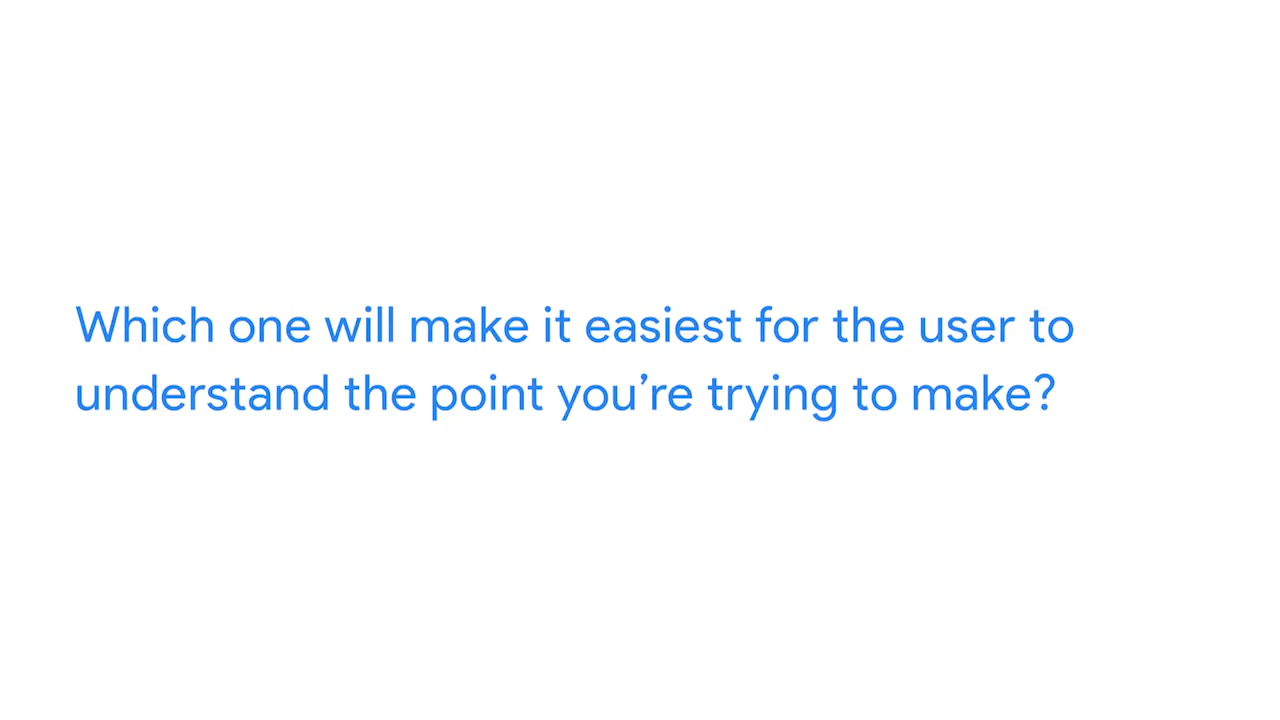 Which one will make it easiest for the user to
understand the point you’re trying to make?